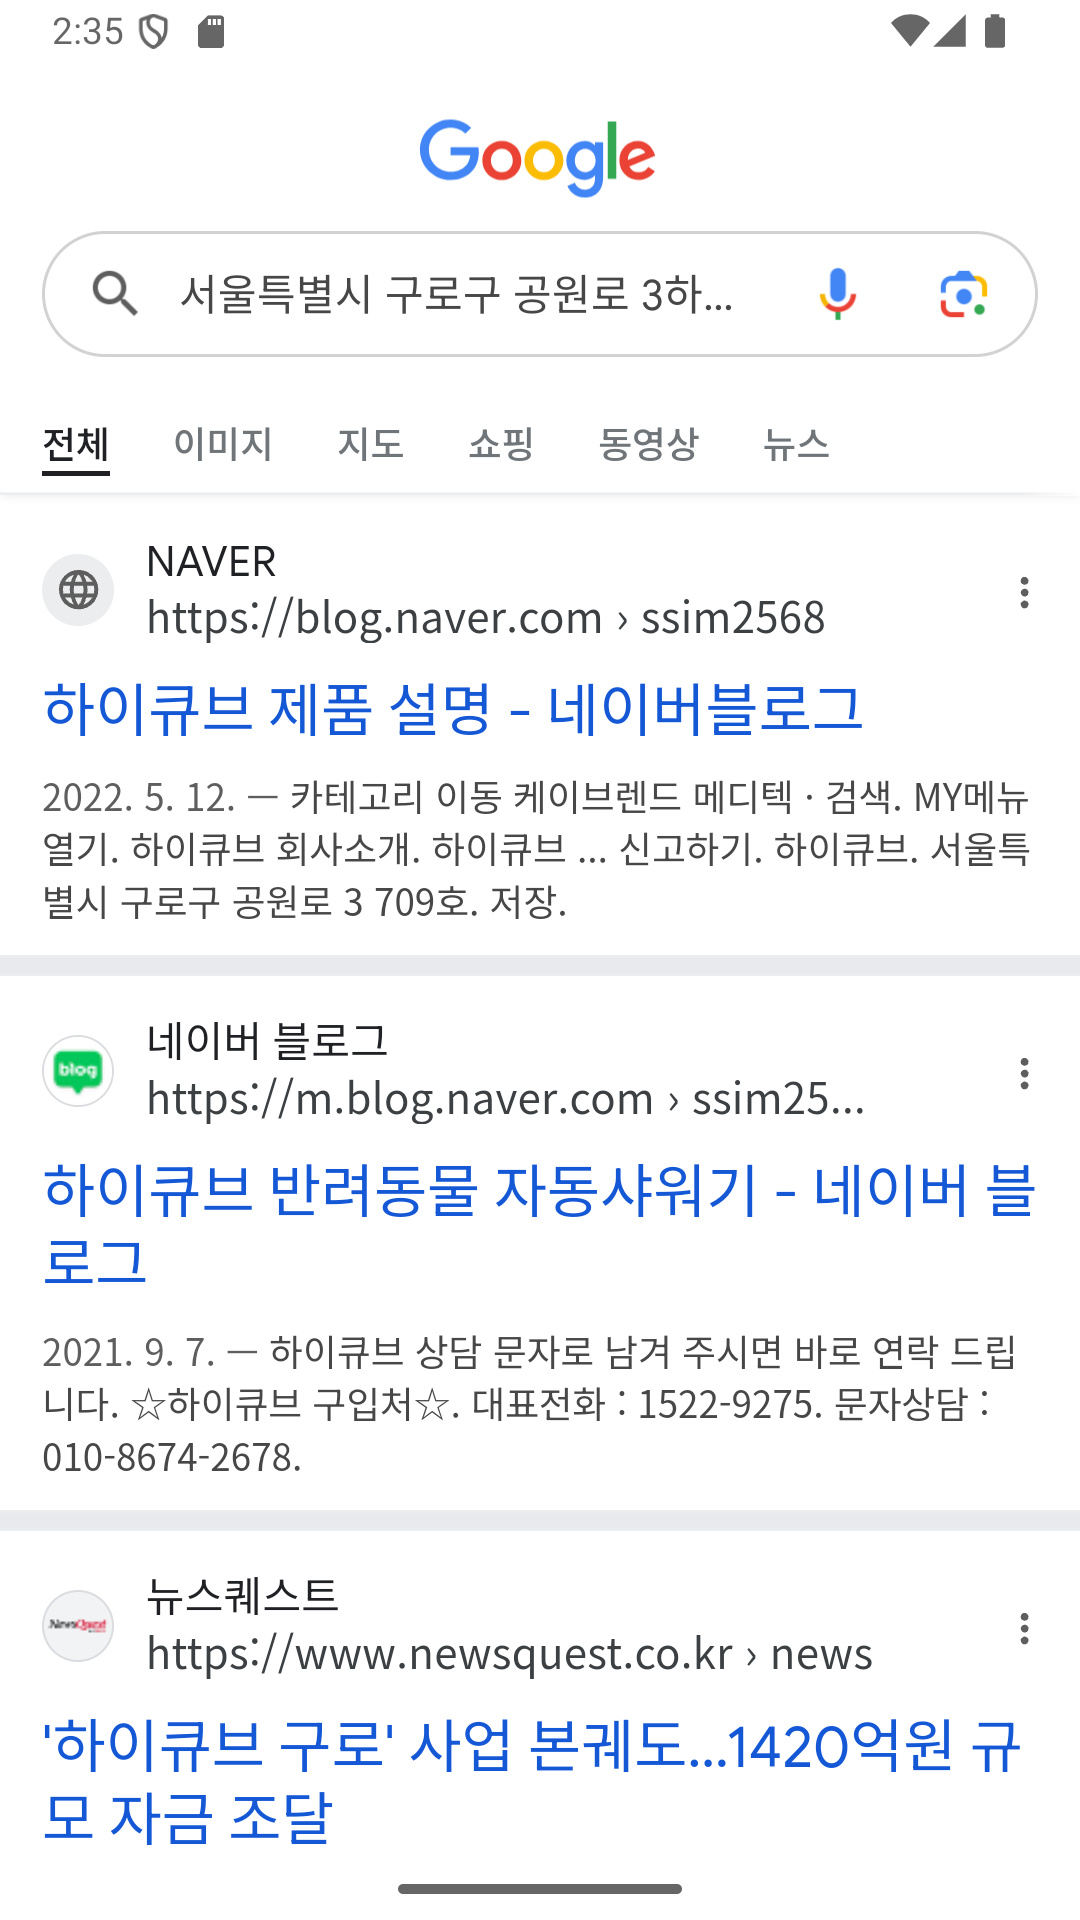 2:35
Google
서울특별시 구로구 공원로 3하...
전체 이미지 지도 쇼핑 동영상 뉴스
NAVER
https://blog.naver.com › ssim2568
하이큐브 제품 설명 - 네이버블로그
2022. 5. 12. — 카테고리 이동 케이브렌드 메디텍 · 검색. MY메뉴
열기. 하이큐브 회사소개. 하이큐브 ... 신고하기. 하이큐브. 서울특
별시 구로구 공원로 3 709호. 저장.
blog
네이버 블로그
https://m.blog.naver.com › ssim25...
하이큐브 반려동물 자동샤워기 - 네이버 블
로그
2021. 9. 7. — 하이큐브 상담 문자로 남겨 주시면 바로 연락 드립
니다. ☆하이큐브 구입처☆. 대표전화 : 1522-9275. 문자상담 :
010-8674-2678.
NewsQuest
뉴스퀘스트
https://www.newsquest.co.kr › news
'하이큐브 구로' 사업 본궤도...1420억원 규
모 자금 조달